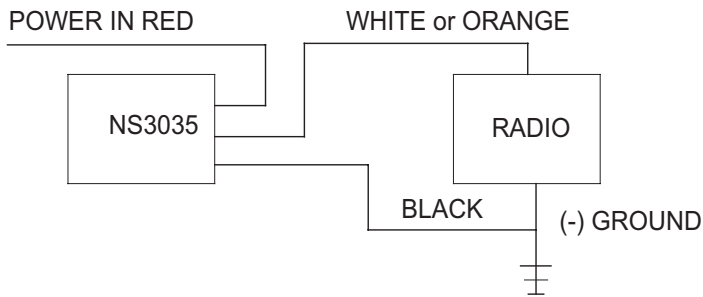 POWER IN RED
WHITE or ORANGE
NS3035
RADIO
BLACK
(-) GROUND